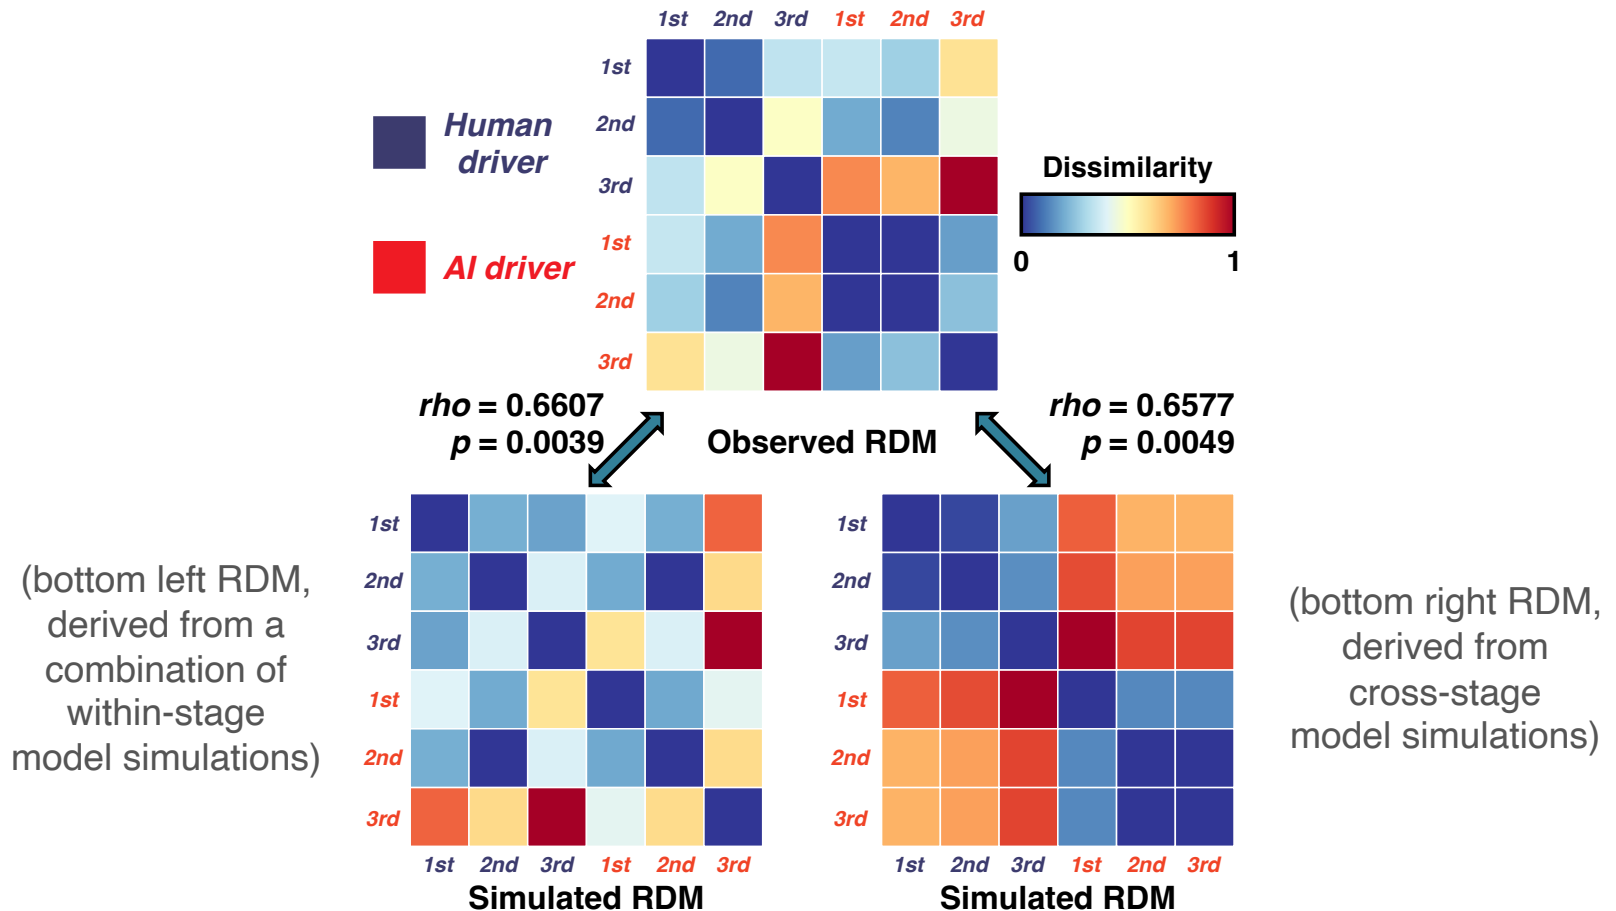 1st 2nd 3rd 1st 2nd 3rd
1st
2nd
3rd
1st
2nd
3rd
Human
driver
AI driver
Dissimilarity
0 1
rho = 0.6607
p = 0.0039
Observed RDM
rho = 0.6577
p = 0.0049
(bottom left RDM,
derived from a
combination of
within-stage
model simulations)
1st
2nd
3rd
1st
2nd
3rd
1st 2nd 3rd 1st 2nd 3rd
Simulated RDM
1st
2nd
3rd
1st
2nd
3rd
1st 2nd 3rd 1st 2nd 3rd
Simulated RDM
(bottom right RDM,
derived from
cross-stage
model simulations)